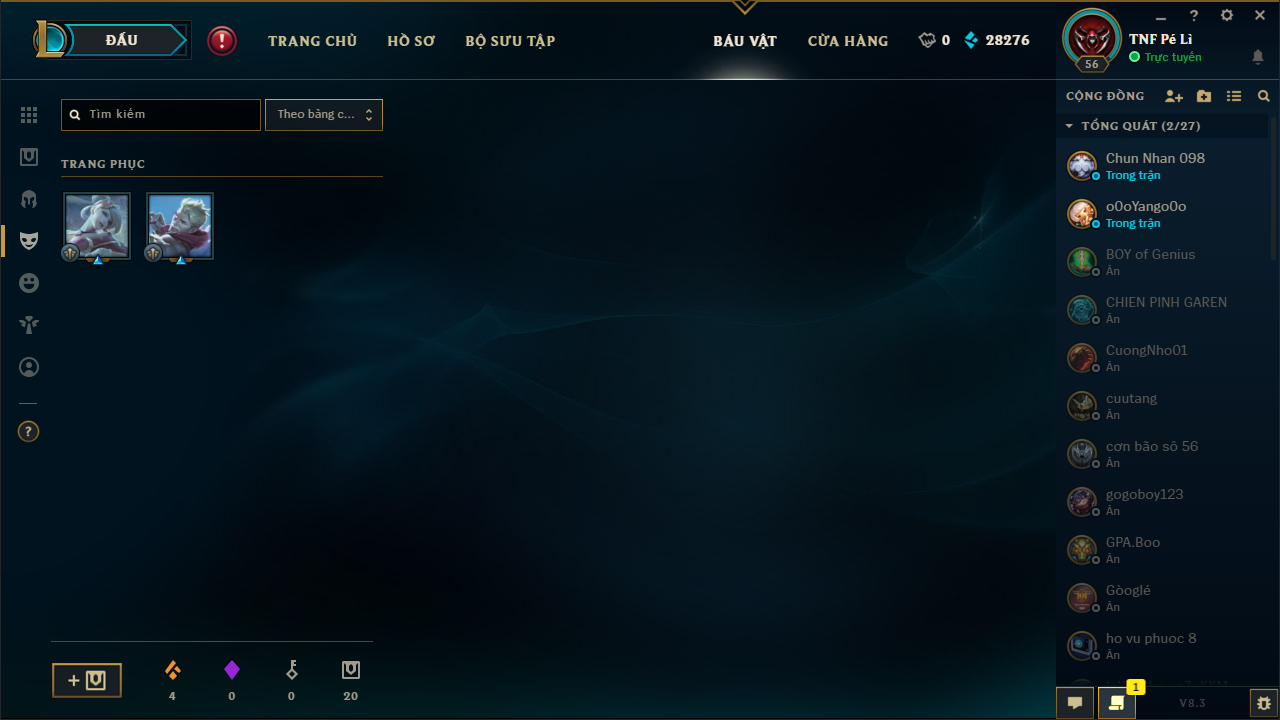 ĐẤU
TRANG CHỦ
HỒ SƠ
BỘ SƯU TẬP
BÁU VẬT
CỬA HÀNG
0
28276
56
TNF Pé Lì
Trực tuyến
CỘNG ĐỒNG
TỔNG QUÁT (2/27)
Tìm kiếm
Theo bảng c...
TRANG PHỤC
Chun Nhan 098
Trong trận
o0oYango0o
Trong trận
BOY of Genius
Ẩn
CHIEN PINH GAREN
Ẩn
CuongNho01
Ẩn
cuutang
Ẩn
cơn bão sô 56
Ẩn
gogoboy123
Ẩn
GPA.Boo
Ẩn
Gòoglé
Ẩn
ho vu phuoc 8
Ẩn
4
0
0
20
1
V8.3